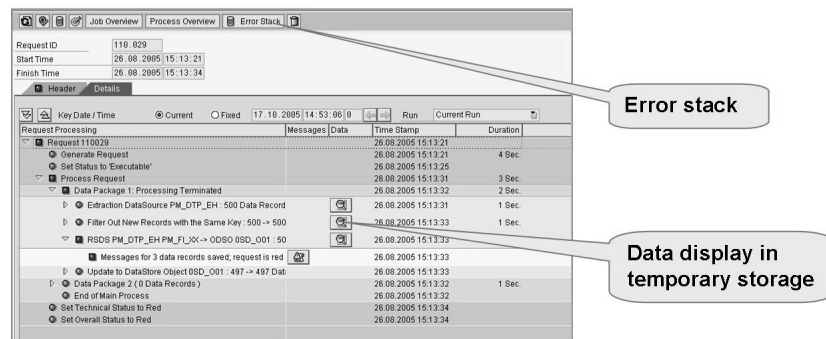 Job Overview Process Overview Error Stack
Request ID 110.029
Start Time 26.08.2005 15:13:21
Finish Time 26.08.2005 15:13:34
Header Details
Key Date / Time Current Fixed 17.10.2005 14:53:06 0 Run Current Run
Request Processing Messages Data Time Stamp Duration
Request 110029 26.08.2005 15:13:21
Generate Request 26.08.2005 15:13:21 4 Sec.
Set Status to 'Executable' 26.08.2005 15:13:25
Process Request 26.08.2005 15:13:31 3 Sec.
Data Package 1: Processing Terminated 26.08.2005 15:13:32 2 Sec.
Extraction DataSource PM_DTP_EH : 500 Data Record 26.08.2005 15:13:31 1 Sec.
Filter Out New Records with the Same Key : 500 -> 500 26.08.2005 15:13:33 1 Sec.
RSDS PM_DTP_EH PM_FI_XX -> ODSO 0SD_O01 : 50 26.08.2005 15:13:33
Messages for 3 data records saved; request is red 26.08.2005 15:13:33
Update to DataStore Object 0SD_O01 : 497 -> 497 Dat 26.08.2005 15:13:33
Data Package 2 ( 0 Data Records ) 26.08.2005 15:13:32 1 Sec.
End of Main Process 26.08.2005 15:13:32
Set Technical Status to Red 26.08.2005 15:13:34
Set Overall Status to Red 26.08.2005 15:13:34
Error stack
Data display in
temporary storage